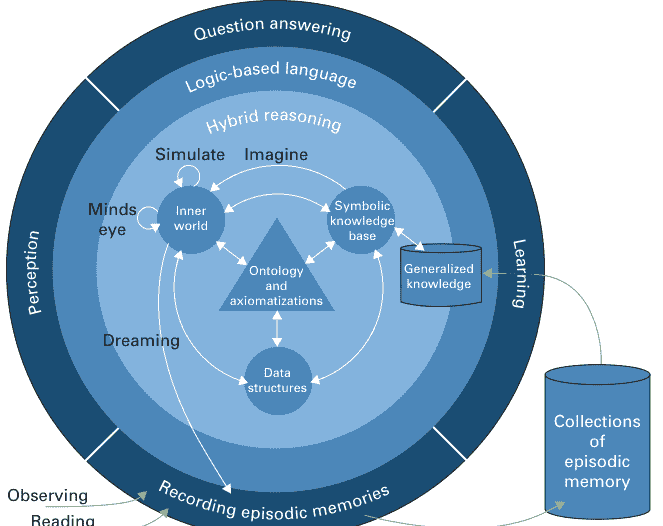 Question answering
Logic-based language
Hybrid reasoning
Simulate
Imagine
Minds
eye
Inner
world
Symbolic
knowledge
base
Perception
Ontology
and
axiomatizations
Generalized
knowledge
Learning
Dreaming
Data
structures
Collections
of
episodic
memory
Recording episodic memories
Observing
Reading